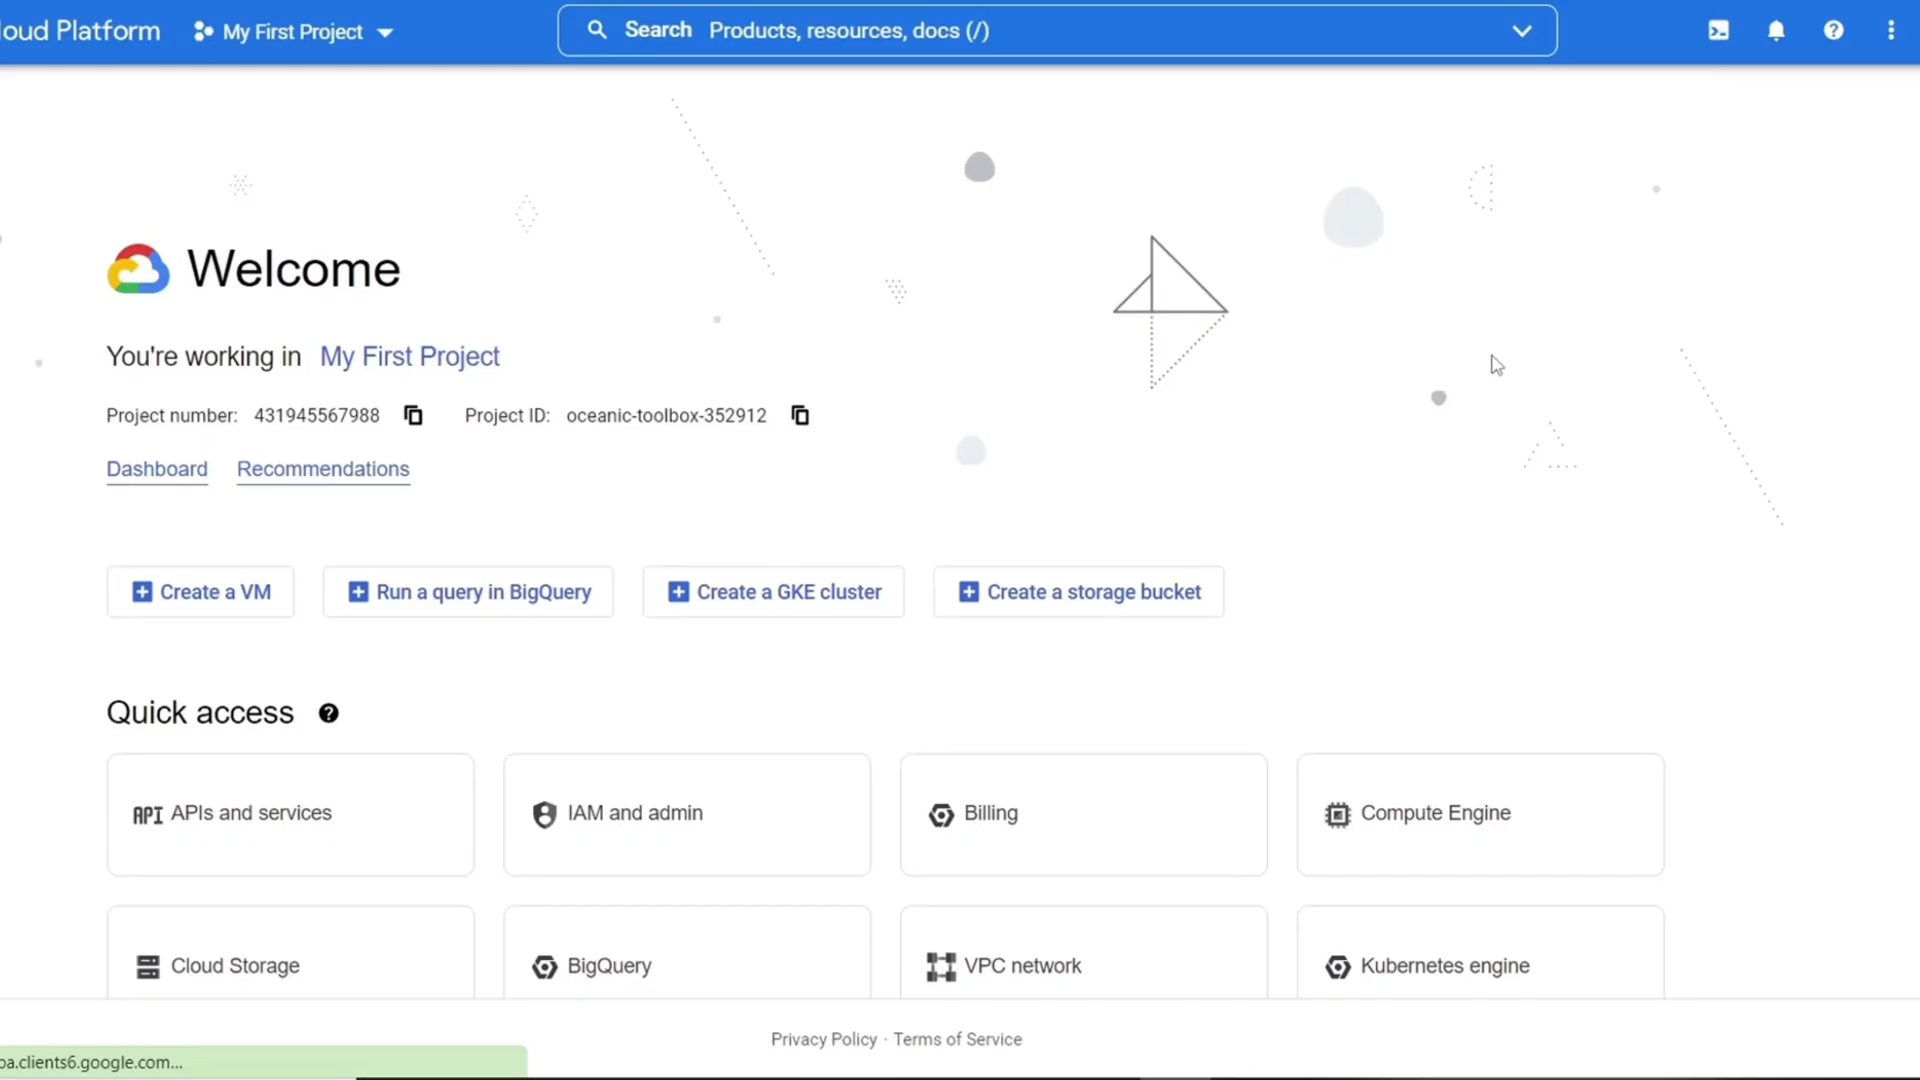 loud Platform
My First Project
Search Products, resources, docs (/)
Welcome
You're working in My First Project
Project number: 431945567988 Project ID: oceanic-toolbox-352912
Dashboard Recommendations
Create a VM
Run a query in BigQuery
Create a GKE cluster
Create a storage bucket
Quick access
API APIs and services
IAM and admin
Billing
Compute Engine
Cloud Storage
BigQuery
VPC network
Kubernetes engine
Privacy Policy · Terms of Service
pa.clients6.google.com...